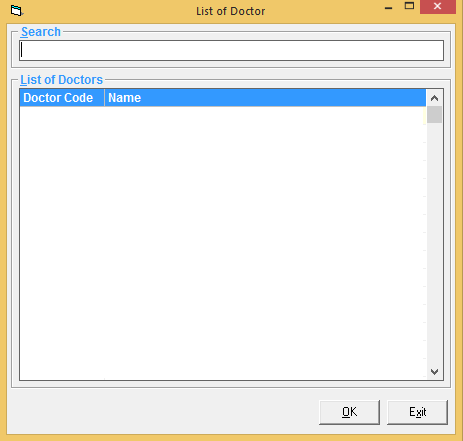 List of Doctor
Search
List of Doctors
Doctor Code Name
OK Exit